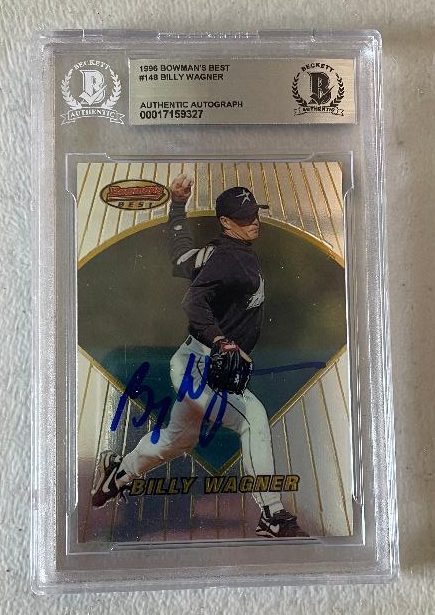 1996 BOWMAN'S BEST
#148 BILLY WAGNER
AUTHENTIC AUTOGRAPH
00017159327
BECKETT
B
AUTHENTIC
BECKETT
B
AUTHENTIC
Bowman's
BEST
BILLY WAGNER